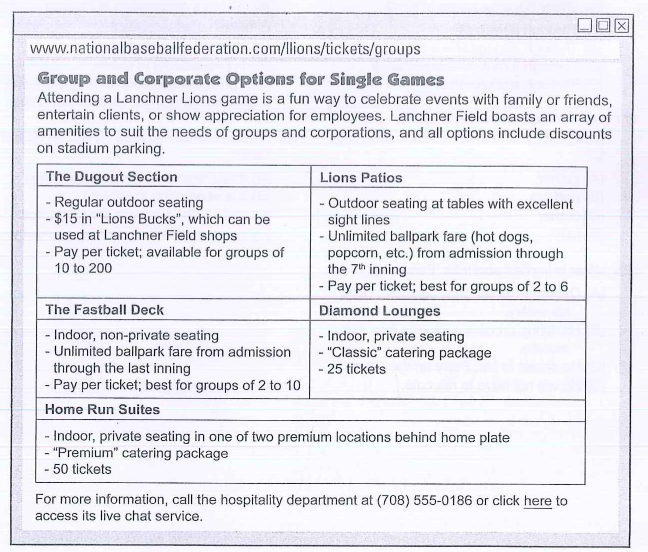 www.nationalbaseballfederation.com/llions/tickets/groups
Group and Corporate Options for Single Games
Attending a Lanchner Lions game is a fun way to celebrate events with family or friends,
entertain clients, or show appreciation for employees. Lanchner Field boasts an array of
amenities to suit the needs of groups and corporations, and all options include discounts
on stadium parking.
The Dugout Section
- Regular outdoor seating
- $15 in "Lions Bucks", which can be
used at Lanchner Field shops
- Pay per ticket; available for groups of
10 to 200
Lions Patios
- Outdoor seating at tables with excellent
sight lines
- Unlimited ballpark fare (hot dogs,
popcorn, etc.) from admission through
the 7th inning
- Pay per ticket; best for groups of 2 to 6
The Fastball Deck
- Indoor, non-private seating
- Unlimited ballpark fare from admission
through the last inning
- Pay per ticket; best for groups of 2 to 10
Diamond Lounges
- Indoor, private seating
- "Classic" catering package
- 25 tickets
Home Run Suites
- Indoor, private seating in one of two premium locations behind home plate
- "Premium" catering package
- 50 tickets
For more information, call the hospitality department at (708) 555-0186 or click here to
access its live chat service.